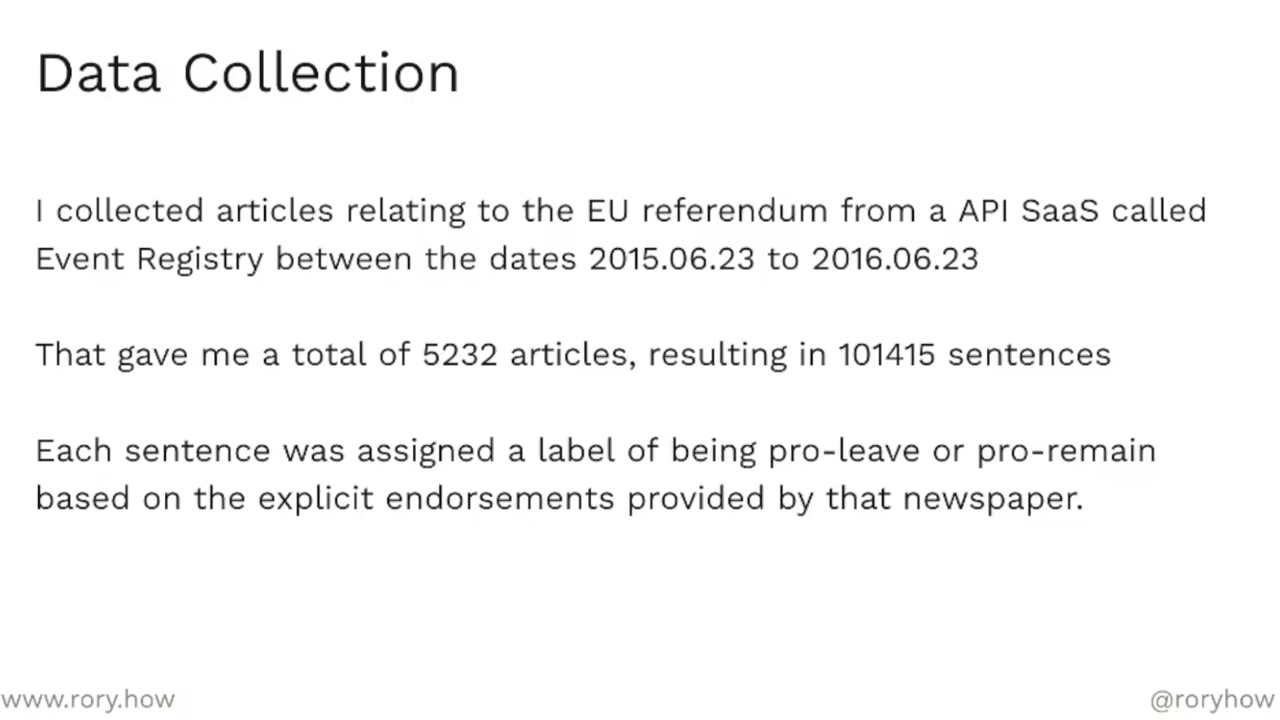 Data Collection
I collected articles relating to the EU referendum from a API SaaS called
Event Registry between the dates 2015.06.23 to 2016.06.23
That gave me a total of 5232 articles, resulting in 101415 sentences
Each sentence was assigned a label of being pro-leave or pro-remain
based on the explicit endorsements provided by that newspaper.
www.rory.how
@roryhow